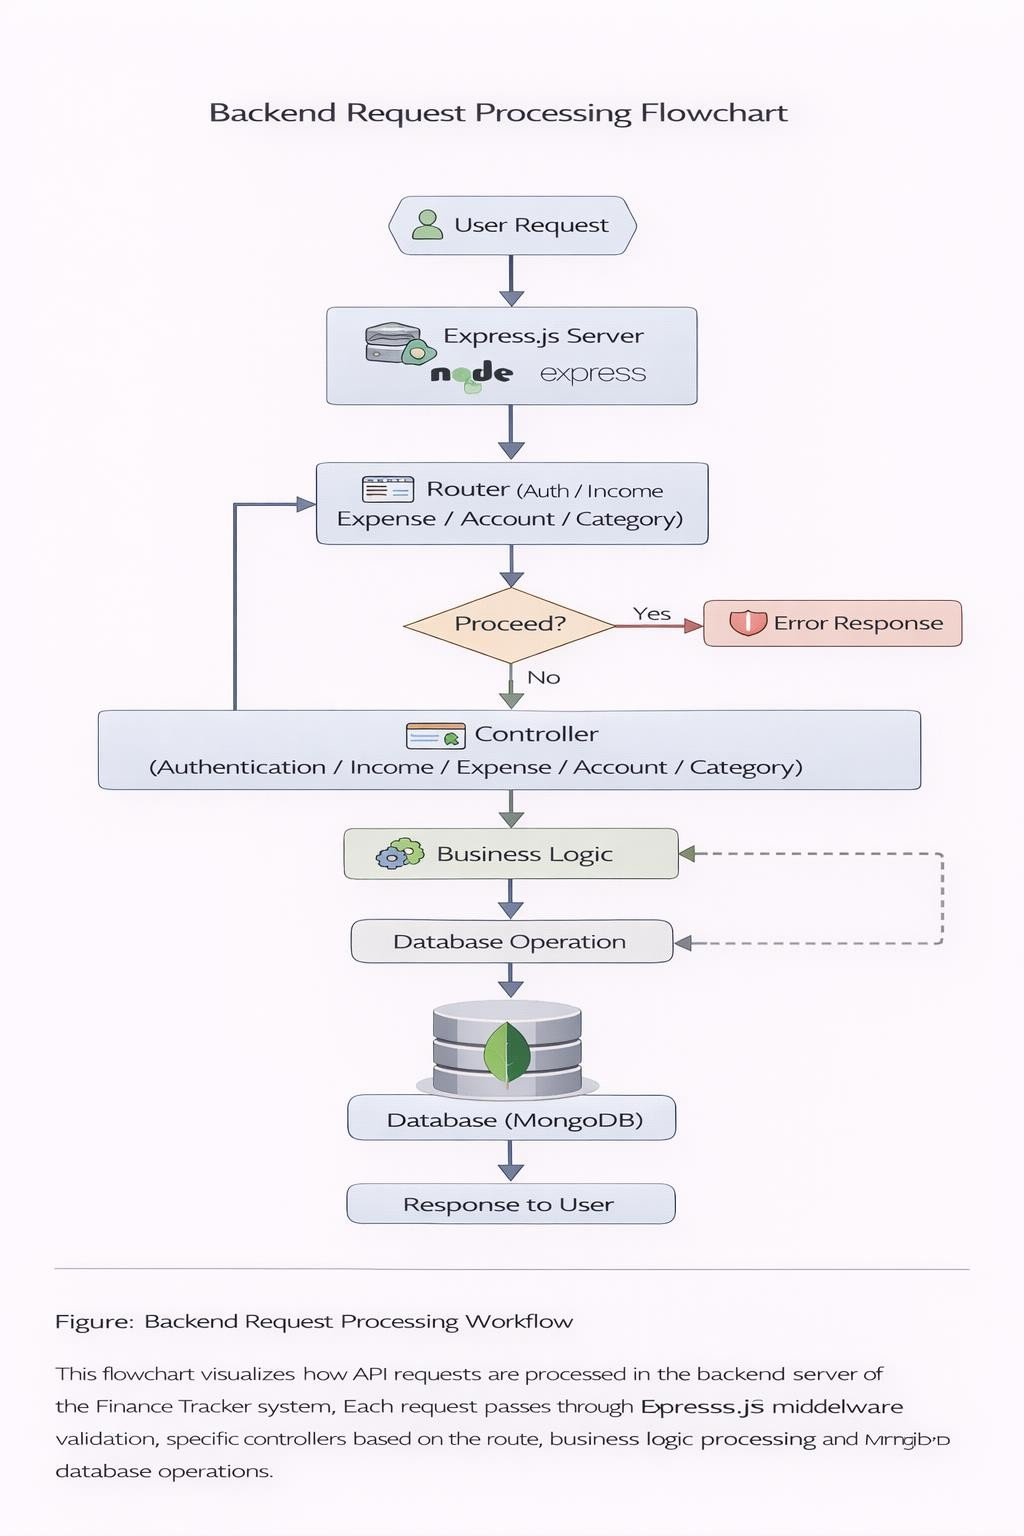 Backend Request Processing Flowchart
User Request
Express.js Server
node express
Router (Auth / Income
Expense / Account / Category)
Proceed?
Yes
Error Response
No
Controller
(Authentication / Income / Expense / Account / Category)
Business Logic
Database Operation
Database (MongoDB)
Response to User
Figure: Backend Request Processing Workflow
This flowchart visualizes how API requests are processed in the backend server of
the Finance Tracker system, Each request passes through Expresss.js middelware
validation, specific controllers based on the route, business logic processing and
database operations.